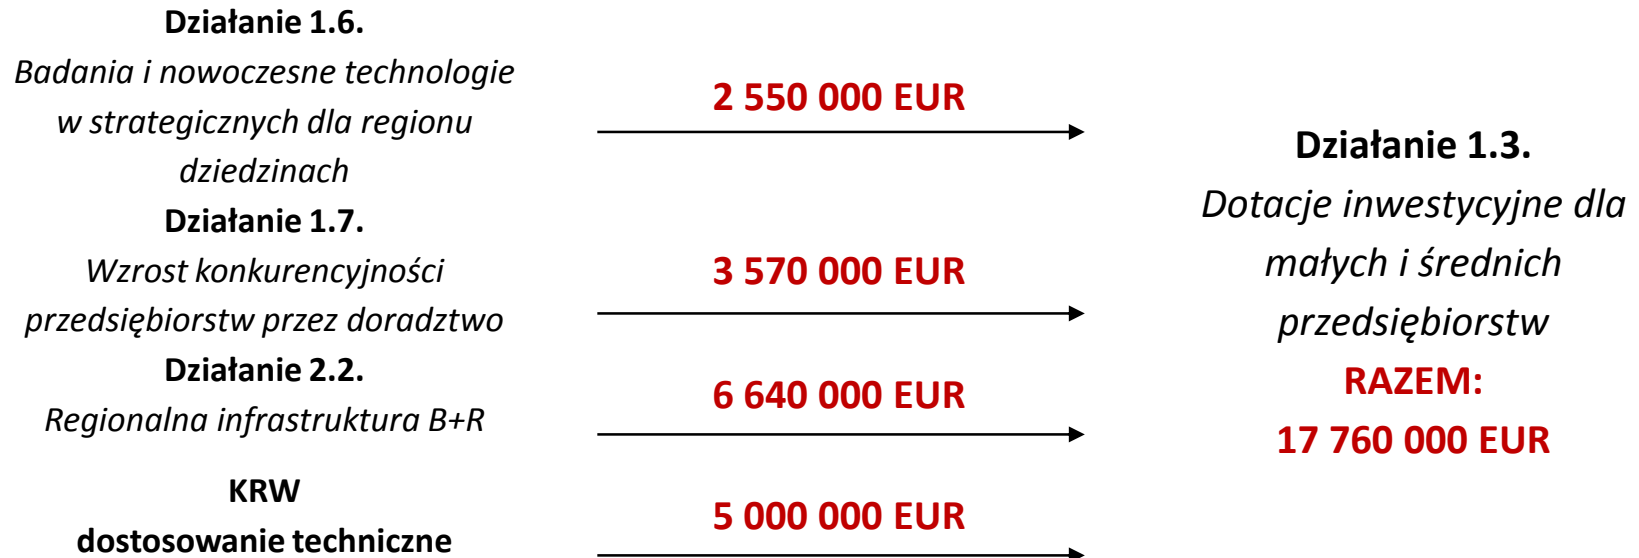 Działanie 1.6.
Badania i nowoczesne technologie
w strategicznych dla regionu
dziedzinach
2 550 000 EUR
Działanie 1.7.
Wzrost konkurencyjności
przedsiębiorstw przez doradztwo
3 570 000 EUR
Działanie 2.2.
Regionalna infrastruktura B+R
6 640 000 EUR
KRW
dostosowanie techniczne
5 000 000 EUR
Działanie 1.3.
Dotacje inwestycyjne dla
małych i średnich
przedsiębiorstw
RAZEM:
17 760 000 EUR